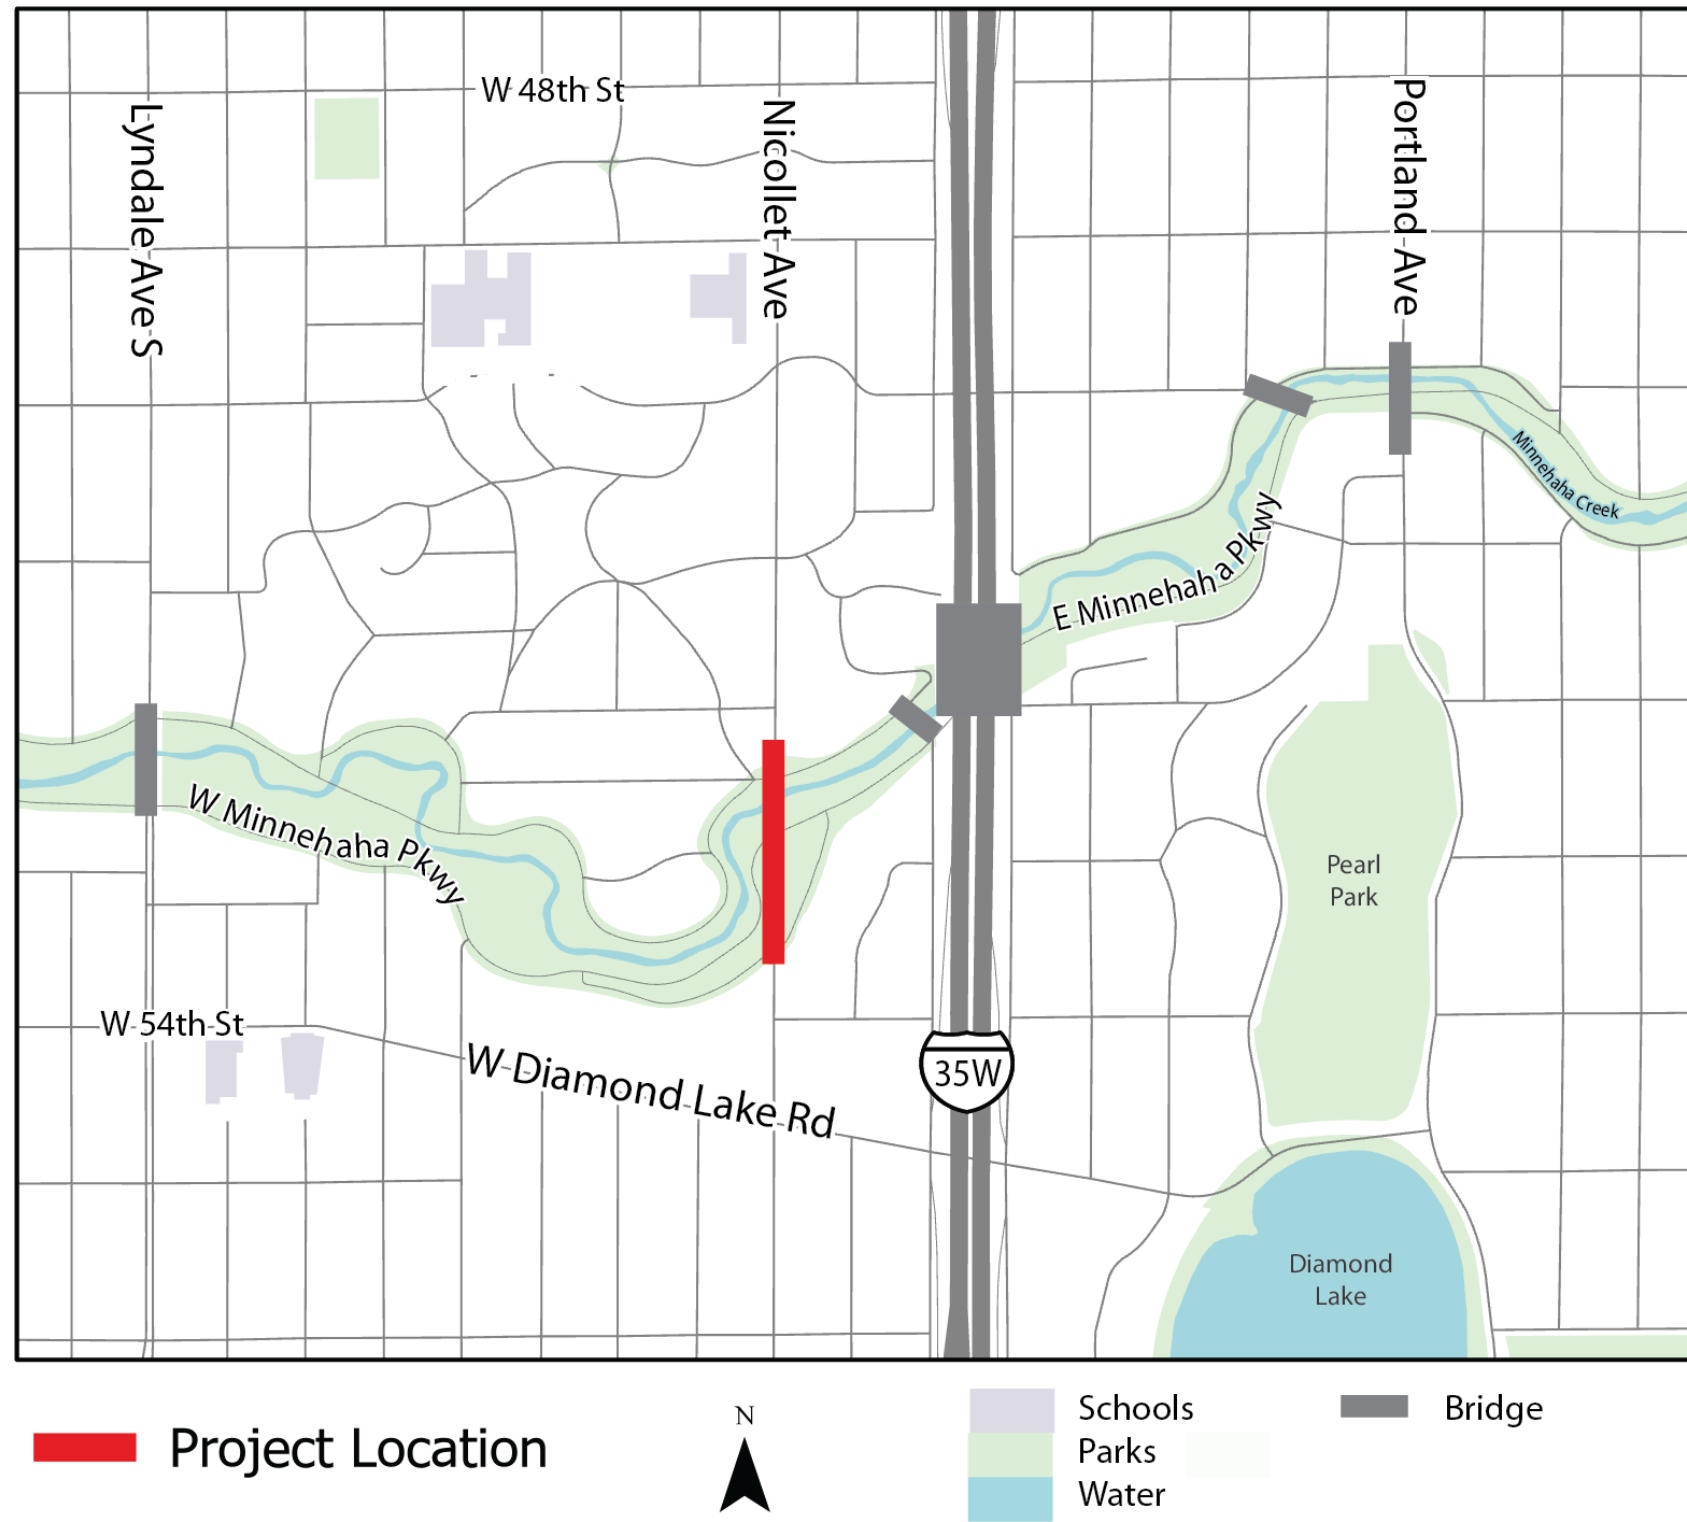 W 48th St
Lyndale Ave S
Nicollet Ave
Portland Ave
Minnehaha Creek
E Minnehaha Pkwy
W Minnehaha Pkwy
Pearl
Park
W 54th St
W Diamond Lake Rd
35W
Diamond
Lake
Project Location
N
Schools
Parks
Water
Bridge